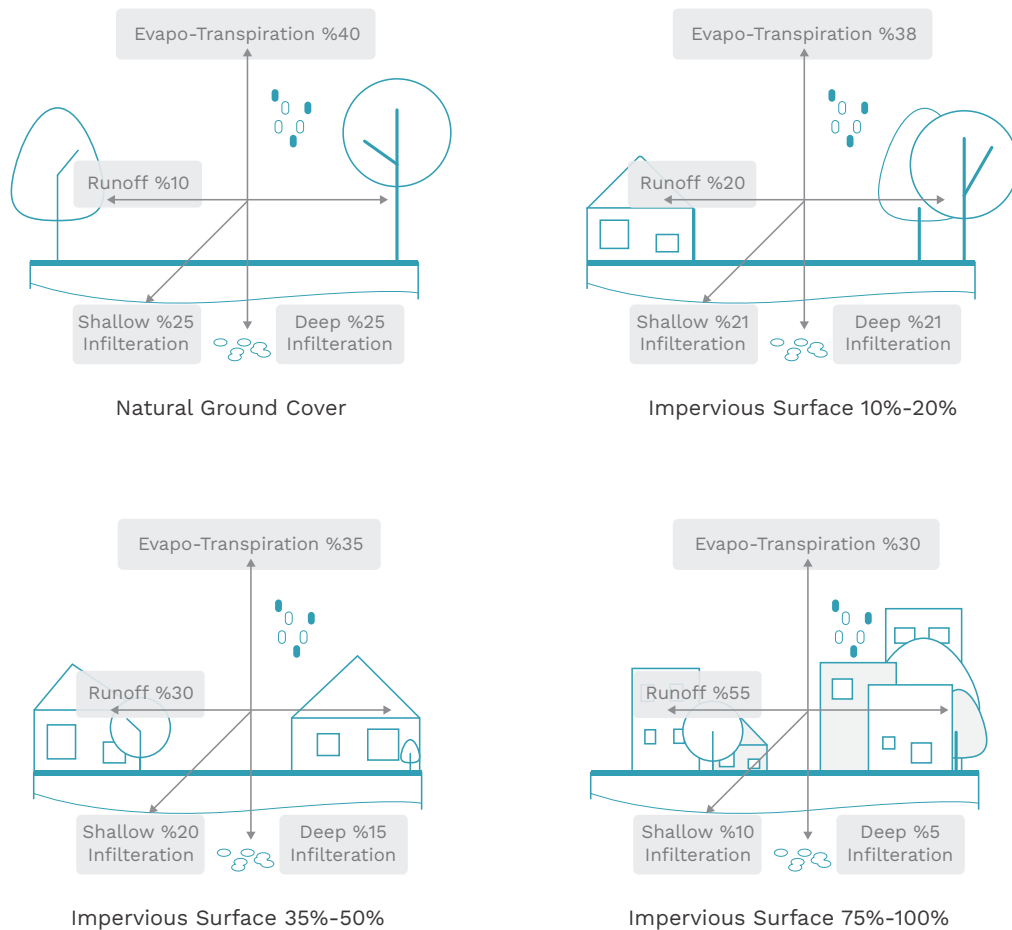 Evapo-Transpiration %40
Runoff %10
Shallow %25
Infilteration
Deep %25
Infilteration
Natural Ground Cover
Evapo-Transpiration %38
Runoff %20
Shallow %21
Infilteration
Deep %21
Infilteration
Impervious Surface 10%-20%
Evapo-Transpiration %35
Runoff %30
Shallow %20
Infilteration
Deep %15
Infilteration
Impervious Surface 35%-50%
Evapo-Transpiration %30
Runoff %55
Shallow %10
Infilteration
Deep %5
Infilteration
Impervious Surface 75%-100%